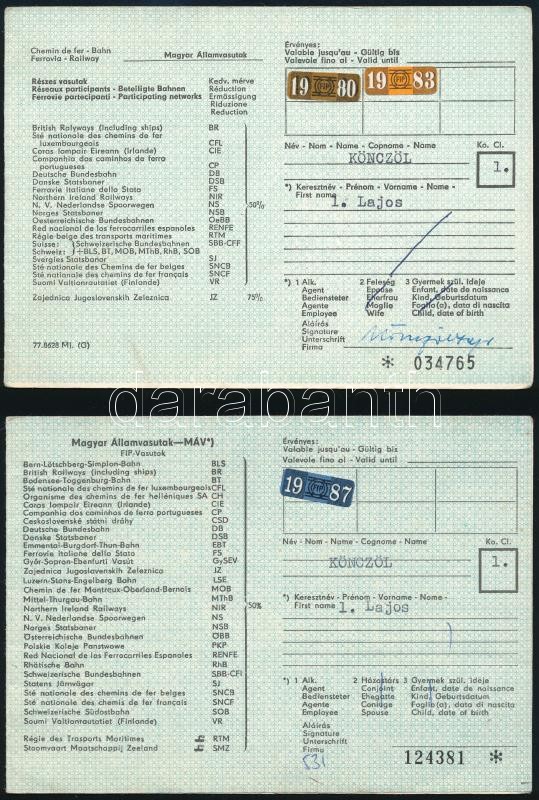 Chemin de fer - Bahn
Ferrovia - Railway
Magyar Államvasutak
Részes vasutak
Réseaux participants - Beteiligte Bahnen
Ferrovie partecipanti - Participating networks
Kedv. mérve
Réduction
Ermässigung
Riduzione
Reduction
British Railways (including ships) BR
Sté nationale des chemins de fer
luxembourgeois CFL
Coras Iompair Eireann (Irlande) CIE
Companhia dos caminhos de ferro
portugueses CP
Deutsche Bundesbahn DB
Danske Statsbaner DSB
Ferrovie Italiene dello Stato FS
Northern Ireland Railways NIR
N. V. Nederlandse Spoorwegen NS
Norges Statsbaner NSB
Oesterreichische Bundesbahnen OeBB
Red nacional de los ferrocarriles espanoles RENFE
Régie belge des transports maritimes RTM
Suisse: Schweizerische Bundesbahnen SBB-CFF
Schweiz: +BLS, BT, MOB, MThB, RhB, SOB
Sveriges Statsbaner SJ
Sté nationale des Chemins de fer belges SNCB
Sté nationale des Chemins de fer français SNCF
Suomi Valtionrautatiet (Finlande) VR
50%
Zajednica Jugoslovenskih Zeleznica JZ 75%
77.8628 MJ. (G)
Érvényes:
Valable jusqu'au - Gültig bis
Valevole fino al - Valid until
1980
1983
FIP
Név - Nom - Name - Cognome - Name
Ko. Cl.
KÖNCZÖL
1.
*) Keresztnév - Prénom - Vorname - Nome -
First name
1. Lajos
*) 1 Alk. 2 Feleség 3 Gyermek szül. ideje
Agent Epouse Enfant. date de naissance
Bediensteter Ehefrau Kind, Geburtsdatum
Agente Moglie Foglio(a), data di nascita
Employee Wife Child, date of birth
Aláírás
Signature
Unterschrift
Firma
* 034765
darabanth
Magyar Államvasutak—MÁV*)
FIP-Vasutak
Bern-Lötschberg-Simplon-Bahn BLS
British Railways (including ships) BR
Bodensee-Toggenburg-Bahn BT
Sté nationale des chemins de fer luxembourgeois CFL
Organisme des chemins de fer helléniques SA CH
Coras Iompair Eireann (Irlande) CIE
Companhia dos caminhos de ferro portugueses CP
Ceskoslovenské státni dráhy CSD
Deutsche Bundesbahn DB
Danske Statsbaner DSB
Emmental-Burgdorf-Thun-Bahn EBT
Ferrovie Italiene dello Stato FS
Győr-Sopron-Ebenfurti Vasút GySEV
Zajednica Jugoslovenskih Zeleznica JZ
Luzern-Stans-Engelberg Bahn LSE
Chemin de fer Montreux-Oberland-Bernois MOB
Mittel-Thurgau-Bahn MThB
Northern Ireland Railways NIR
N. V. Nederlandse Spoorwegen NS
Norges Statsbaner NSB
Österreichische Bundesbahnen ÖBB
Polskie Koleje Panstwowe PKP
Red Nacional de los Ferrocarriles Espanoles RENFE
Rhätische Bahn RhB
Schweizerische Bundesbahnen SBB-CFF
Statens Järnvägar SJ
Sté nationale des Chemins de fer belges SNCB
Sté nationale des Chemins de fer français SNCF
Schweizerische Südostbahn SOB
Suomi Valtionrautatiet (Finlande) VR
50%
Régie des Trasports Maritimes RTM
Stoomvaart Maatschappij Zeeland SMZ
Érvényes:
Valable jusqu'au - Gültig bis
Valevole fino al - Valid until
1987
FIP
Név - Nom - Name - Cognome - Name
Ko. Cl.
KÖNCZÖL
1.
*) Keresztnév - Prénom - Vorname - Nome -
First name
1. Lajos
*) 1 Alk. 2 Házastárs 3 Gyermek szül. ideje
Agent Conjoint Enfant, date de naissance
Bediensteter Ehegatte Kind, Geburtsdatum
Agente Coniuge Foglio(a), data di nascita
Employee Spouse Child, date of birth
Aláírás
Signature
Unterschrift
Firma
531
124381 *